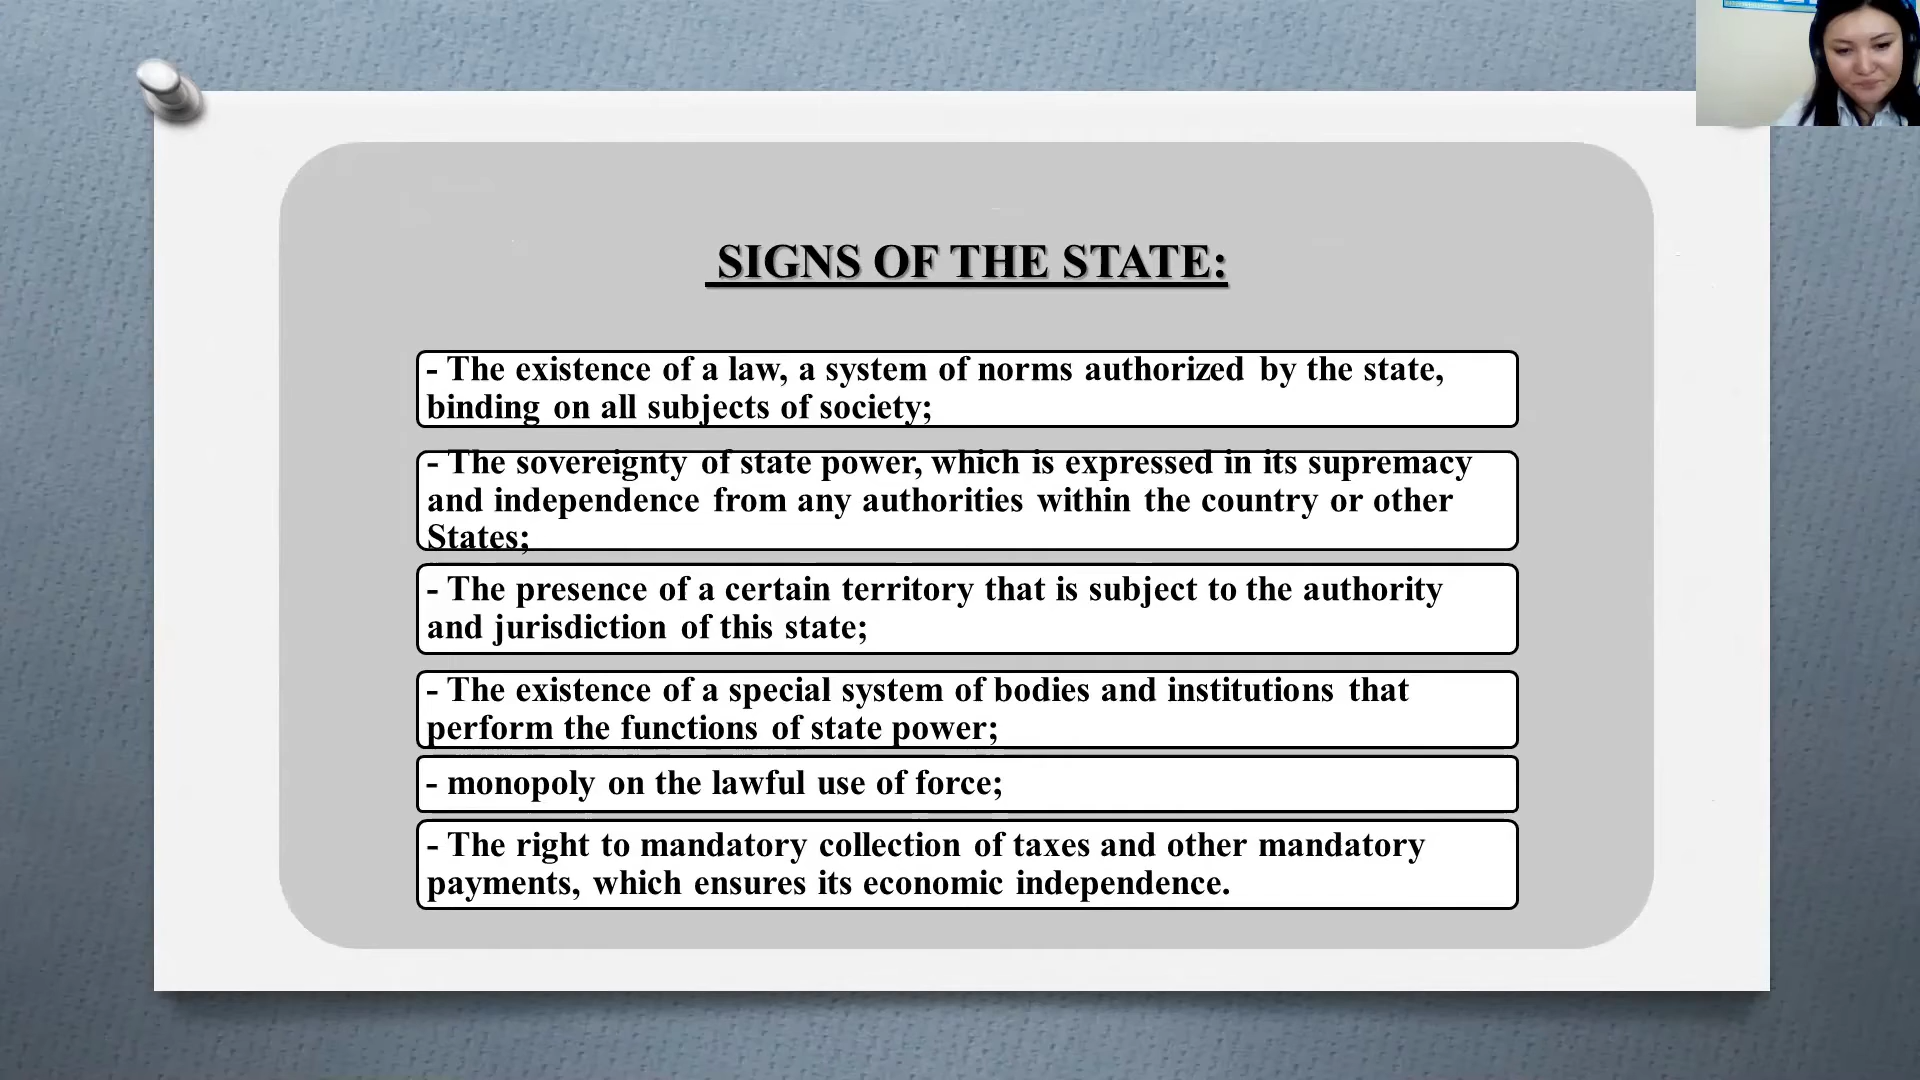 SIGNS OF THE STATE:
- The existence of a law, a system of norms authorized by the state,
binding on all subjects of society;
- The sovereignty of state power, which is expressed in its supremacy
and independence from any authorities within the country or other
States;
- The presence of a certain territory that is subject to the authority
and jurisdiction of this state;
- The existence of a special system of bodies and institutions that
perform the functions of state power;
- monopoly on the lawful use of force;
- The right to mandatory collection of taxes and other mandatory
payments, which ensures its economic independence.